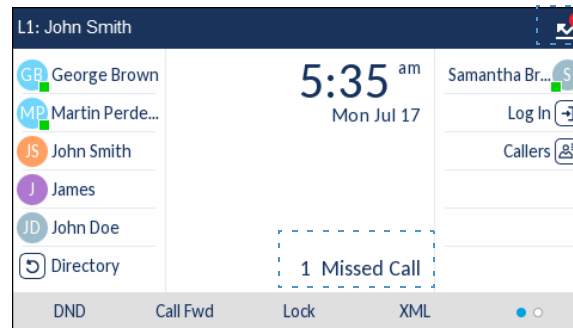 L1: John Smith
GB George Brown
MP Martin Perde...
JS John Smith
J James
JD John Doe
Directory
5:35 am
Mon Jul 17
1 Missed Call
Samantha Br... S
Log In
Callers
DND Call Fwd Lock XML